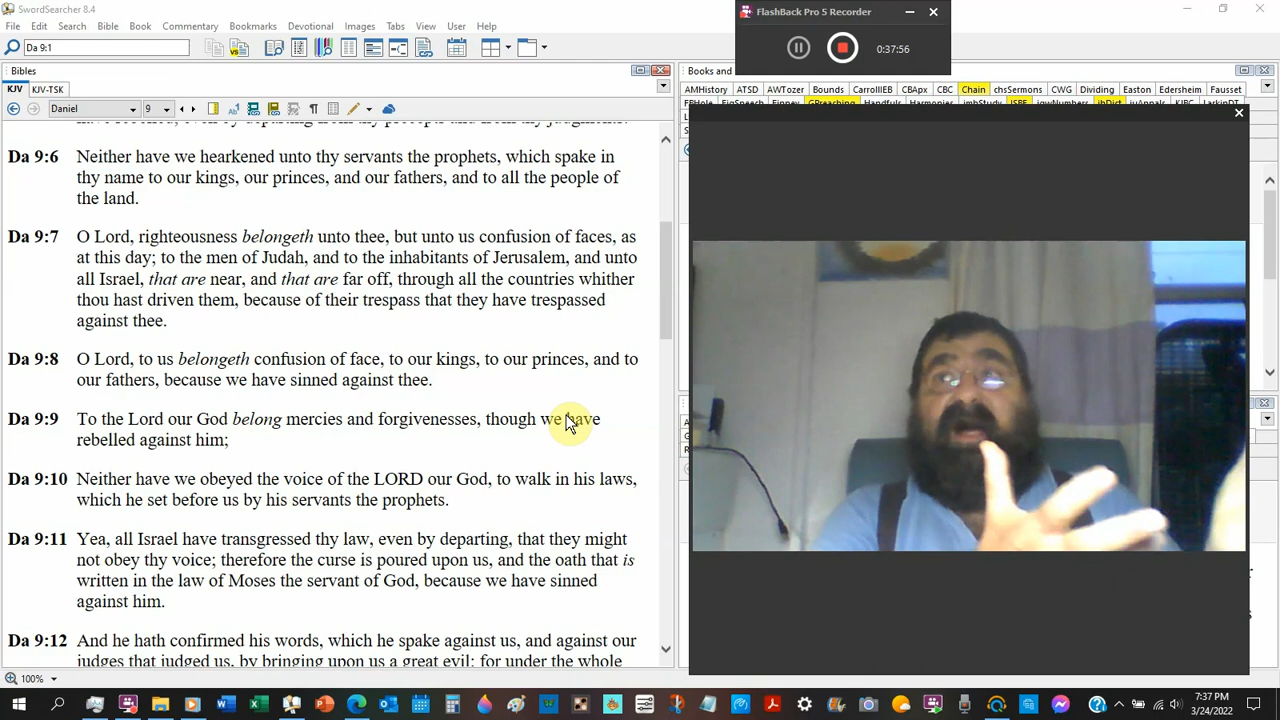 SwordSearcher 8.4
File Edit Search Bible Book Commentary Bookmarks Devotional Images Tabs View User Help
FlashBack Pro 5 Recorder
Da 9:1
0:37:56
Bibles
Books and
KJV KJV-TSK
AMHistory ATSD AWTozer Bounds CarrollEB CBApx CBC Chain chsSermons CWG Dividing Easton Edersheim Fausset
Daniel 9
Da 9:6 Neither have we hearkened unto thy servants the prophets, which spake in
thy name to our kings, our princes, and our fathers, and to all the people of
the land.
Da 9:7 O Lord, righteousness belongeth unto thee, but unto us confusion of faces, as
at this day; to the men of Judah, and to the inhabitants of Jerusalem, and unto
all Israel, that are near, and that are far off, through all the countries whither
thou hast driven them, because of their trespass that they have trespassed
against thee.
Da 9:8 O Lord, to us belongeth confusion of face, to our kings, to our princes, and to
our fathers, because we have sinned against thee.
Da 9:9 To the Lord our God belong mercies and forgivenesses, though we have
rebelled against him;
Da 9:10 Neither have we obeyed the voice of the LORD our God, to walk in his laws,
which he set before us by his servants the prophets.
Da 9:11 Yea, all Israel have transgressed thy law, even by departing, that they might
not obey thy voice; therefore the curse is poured upon us, and the oath that is
written in the law of Moses the servant of God, because we have sinned
against him.
Da 9:12 And he hath confirmed his words, which he spake against us, and against our
judges that judged us, by bringing upon us a great evil: for under the whole
100%
7:37 PM
3/24/2022